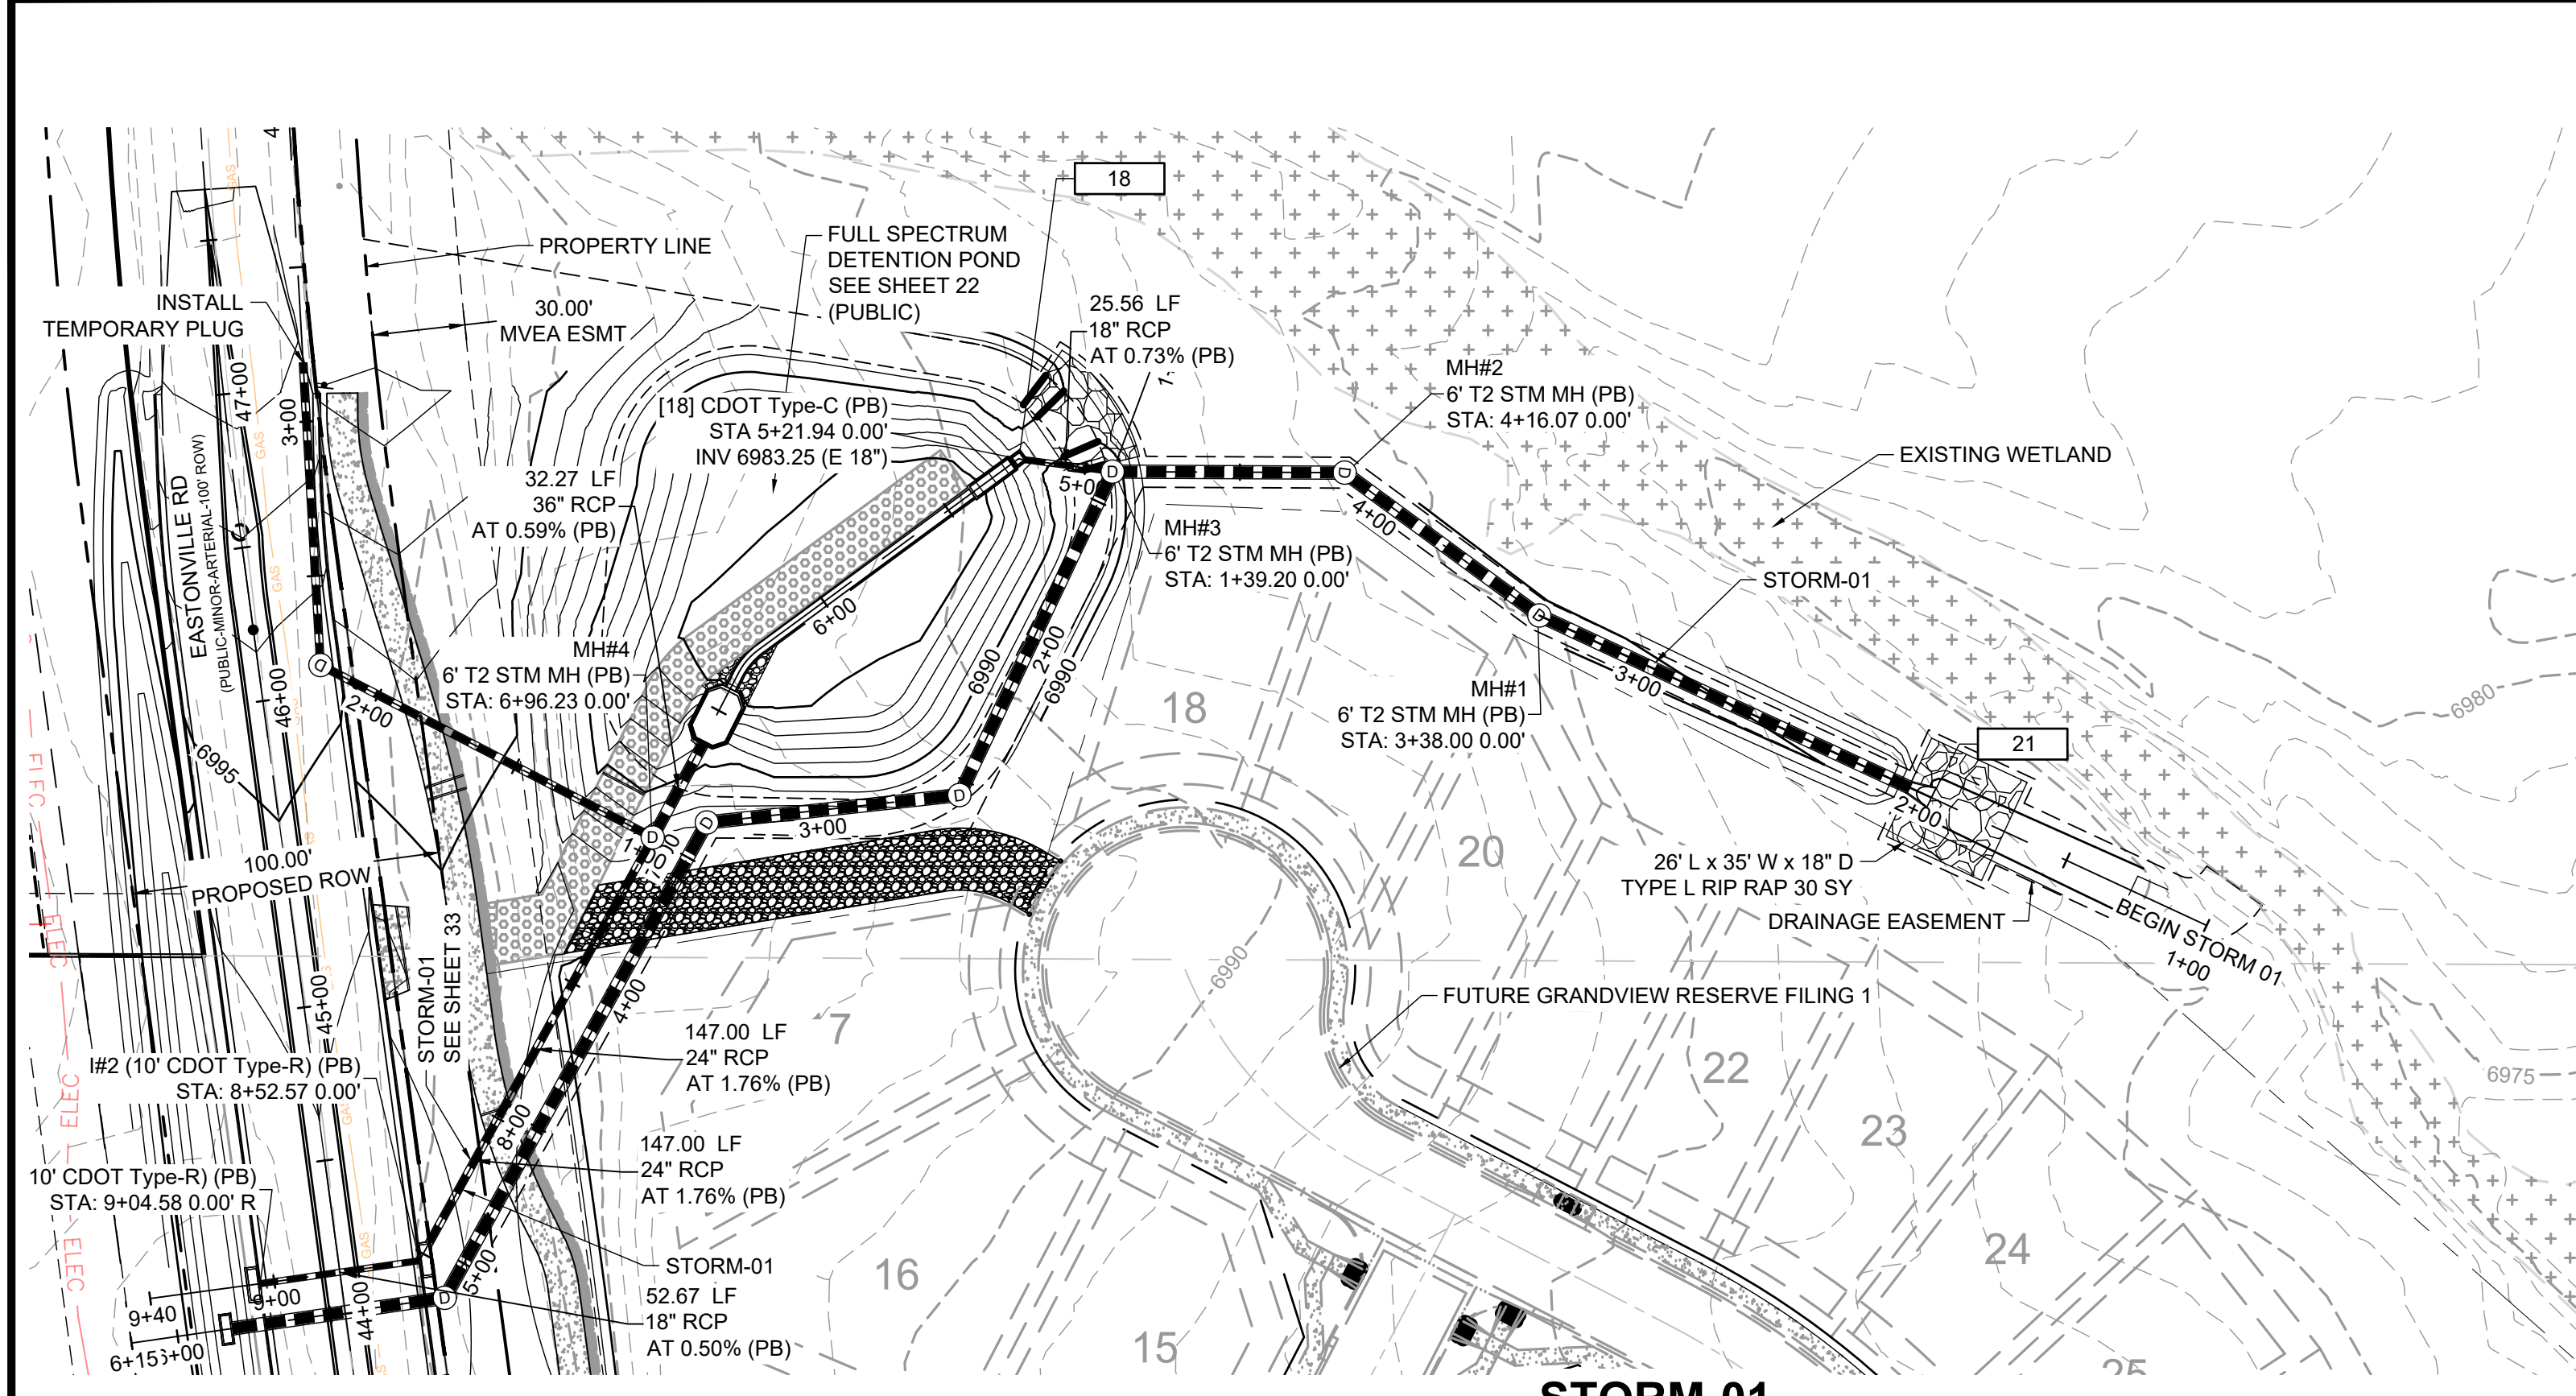 18
PROPERTY LINE
FULL SPECTRUM
DETENTION POND
SEE SHEET 22
(PUBLIC)
INSTALL
TEMPORARY PLUG
30.00'
MVEA ESMT
25.56 LF
18" RCP
AT 0.73% (PB)
MH#2
6' T2 STM MH (PB)
STA: 4+16.07 0.00'
[18] CDOT Type-C (PB)
STA 5+21.94 0.00'
INV 6983.25 (E 18")
EXISTING WETLAND
32.27 LF
36" RCP
AT 0.59% (PB)
MH#3
6' T2 STM MH (PB)
STA: 1+39.20 0.00'
STORM-01
47+00
3+00
EASTONVILLE RD
(PUBLIC-MINOR-ARTERIAL-100' ROW)
GAS
GAS
GAS
46+00
2+00
6995
MH#4
6' T2 STM MH (PB)
STA: 6+96.23 0.00'
6+00
5+0
4+00
2+00
6990
6990
3+00
MH#1
6' T2 STM MH (PB)
STA: 3+38.00 0.00'
18
6980
21
2+00
3+00
1+00
20
26' L x 35' W x 18" D
TYPE L RIP RAP 30 SY
DRAINAGE EASEMENT
BEGIN STORM 01
1+00
100.00'
PROPOSED ROW
ELEC
STORM-01
SEE SHEET 33
45+00
4+00
6990
FUTURE GRANDVIEW RESERVE FILING 1
147.00 LF
24" RCP
AT 1.76% (PB)
22
6975
I#2 (10' CDOT Type-R) (PB)
STA: 8+52.57 0.00'
ELEC
8+00
23
147.00 LF
24" RCP
AT 1.76% (PB)
10' CDOT Type-R) (PB)
STA: 9+04.58 0.00' R
ELEC
GAS
5+00
24
16
STORM-01
52.67 LF
18" RCP
AT 0.50% (PB)
9+40
9+00
44+00
6+15
15
25
STORM-01